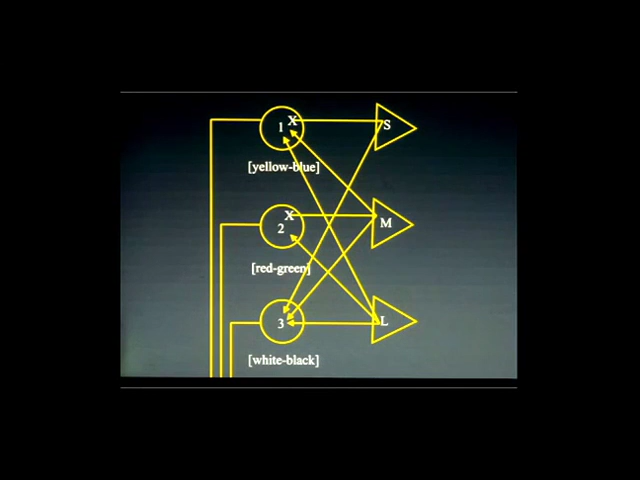 1 X S
[yellow-blue]
X M
2
[red-green]
3 L
[white-black]